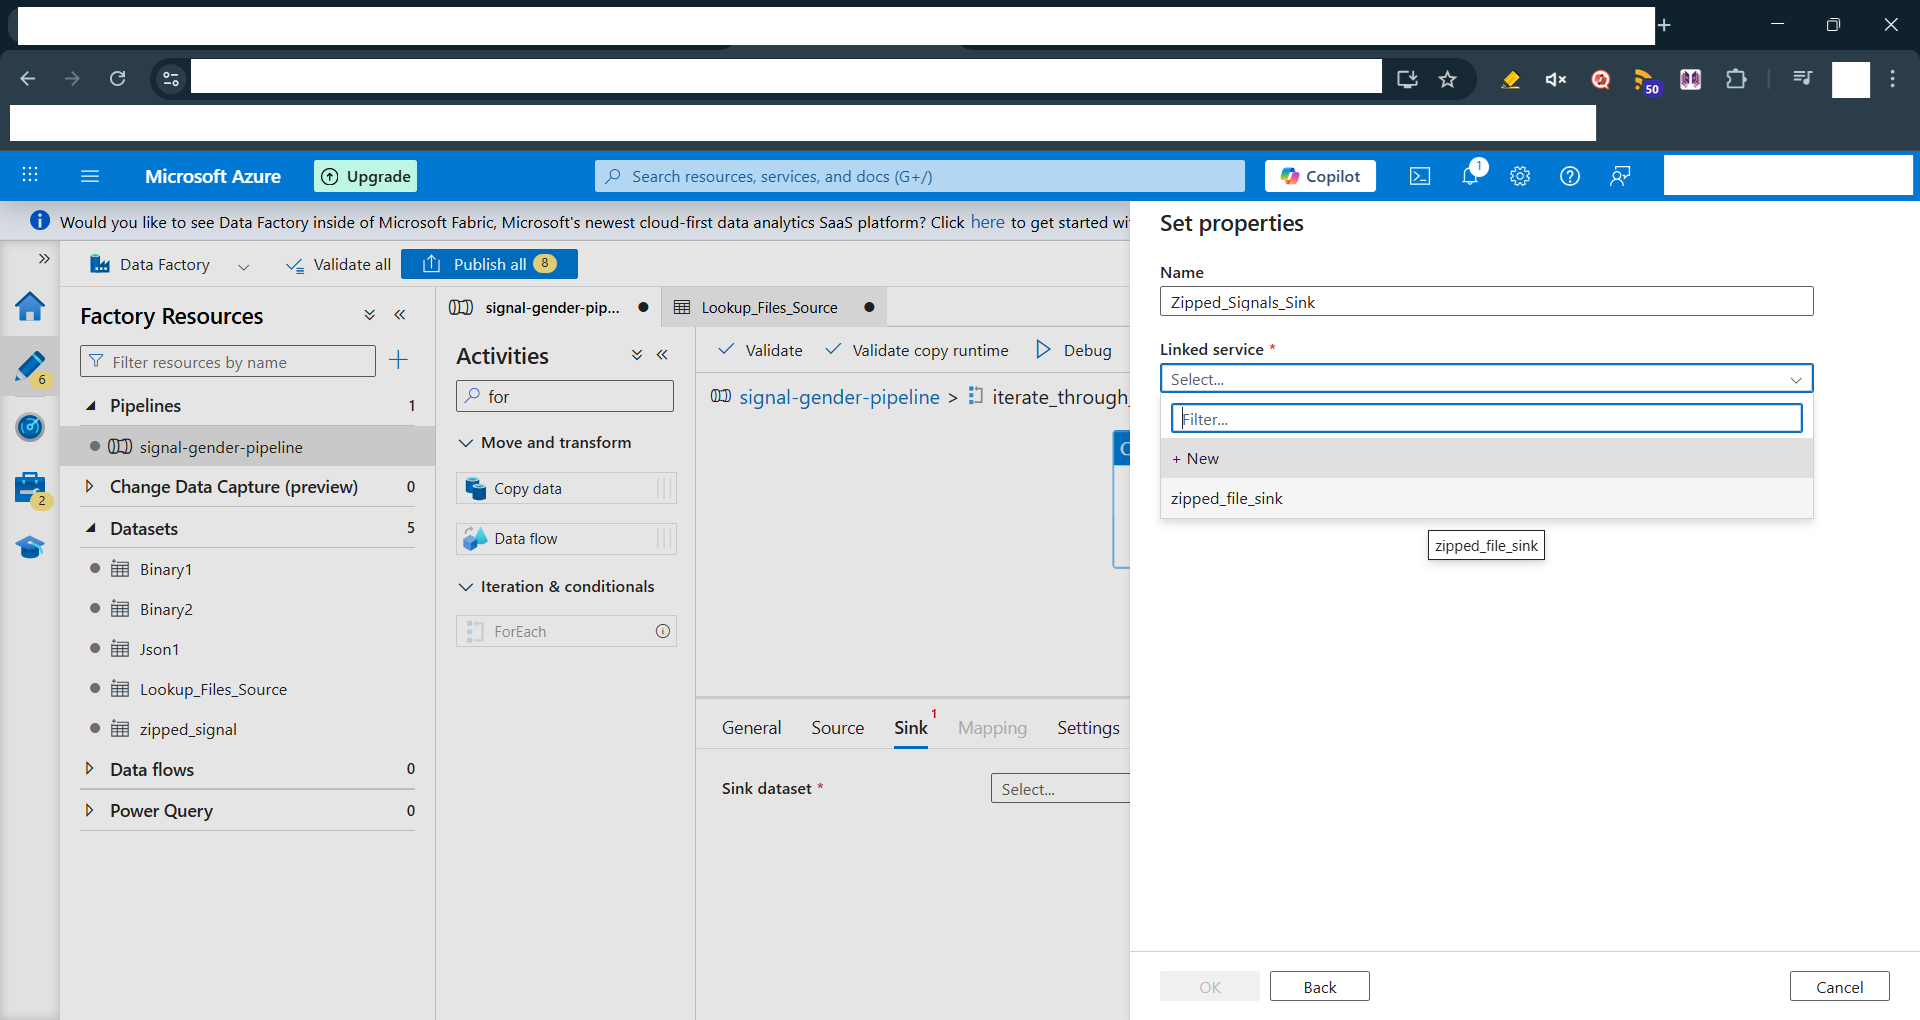 50
Microsoft Azure
Upgrade
Search resources, services, and docs (G+/)
Copilot
1
Would you like to see Data Factory inside of Microsoft Fabric, Microsoft's newest cloud-first data analytics SaaS platform? Click here to get started wi
Data Factory
Validate all
Publish all 8
6
2
Factory Resources
Filter resources by name
Pipelines 1
signal-gender-pipeline
Change Data Capture (preview) 0
Datasets 5
Binary1
Binary2
Json1
Lookup_Files_Source
zipped_signal
Data flows 0
Power Query 0
signal-gender-pip...
Lookup_Files_Source
Activities
for
Move and transform
Copy data
Data flow
Iteration & conditionals
ForEach
Validate
Validate copy runtime
Debug
signal-gender-pipeline > iterate_through_
C
General
Source
Sink 1
Mapping
Settings
Sink dataset *
Select...
Set properties
Name
Zipped_Signals_Sink
Linked service *
Select...
Filter...
+ New
zipped_file_sink
zipped_file_sink
OK
Back
Cancel